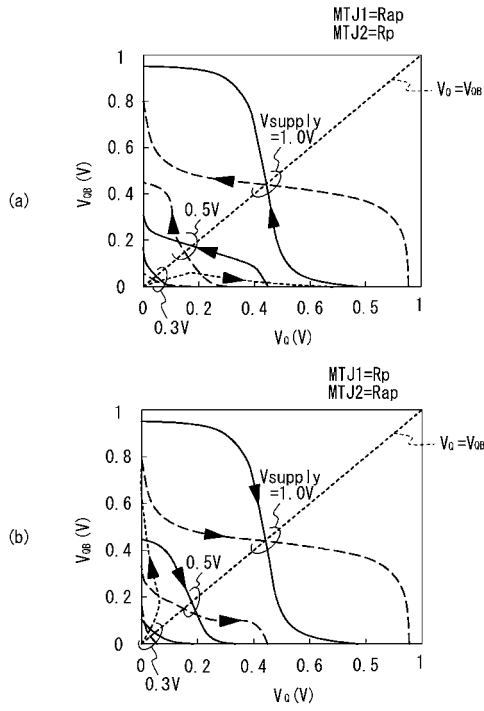 MTJ1=Rap
MTJ2=Rp
(a)
VQB(V)
1
0.8
0.6
0.4
0.2
0
Vsupply
=1.0V
VQ=VQB
0.5V
0.3V
0 0.2 0.4 0.6 0.8 1
VQ(V)
MTJ1=Rp
MTJ2=Rap
(b)
VQB(V)
1
0.8
0.6
0.4
0.2
0
Vsupply
=1.0V
VQ=VQB
0.5V
0.3V
0 0.2 0.4 0.6 0.8 1
VQ(V)